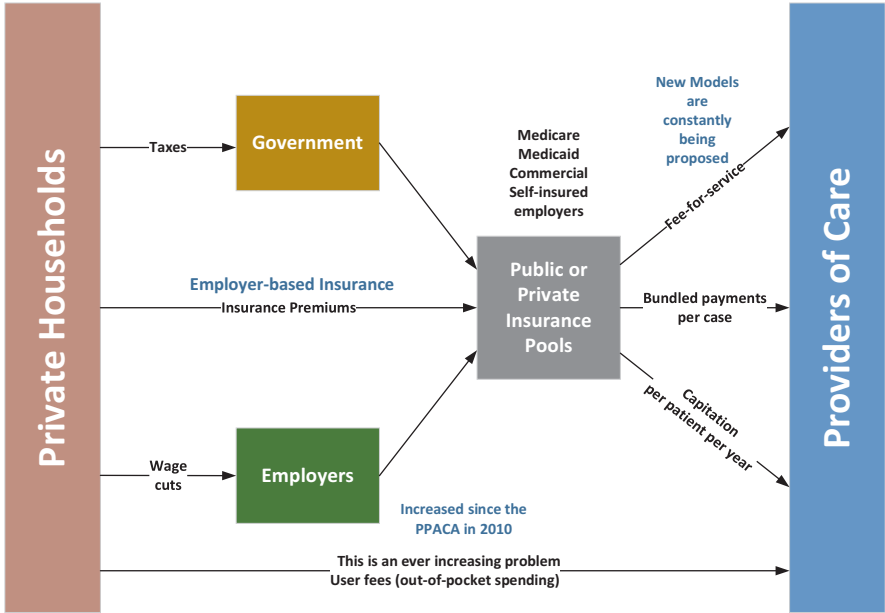 Private Households
Taxes
Government
Employer-based Insurance
Insurance Premiums
Wage
cuts
Employers
Increased since the
PPACA in 2010
Medicare
Medicaid
Commercial
Self-insured
employers
Public or
Private
Insurance
Pools
New Models
are
constantly
being
proposed
Fee-for-service
Bundled payments
per case
Capitation
per patient per year
This is an ever increasing problem
User fees (out-of-pocket spending)
Providers of Care